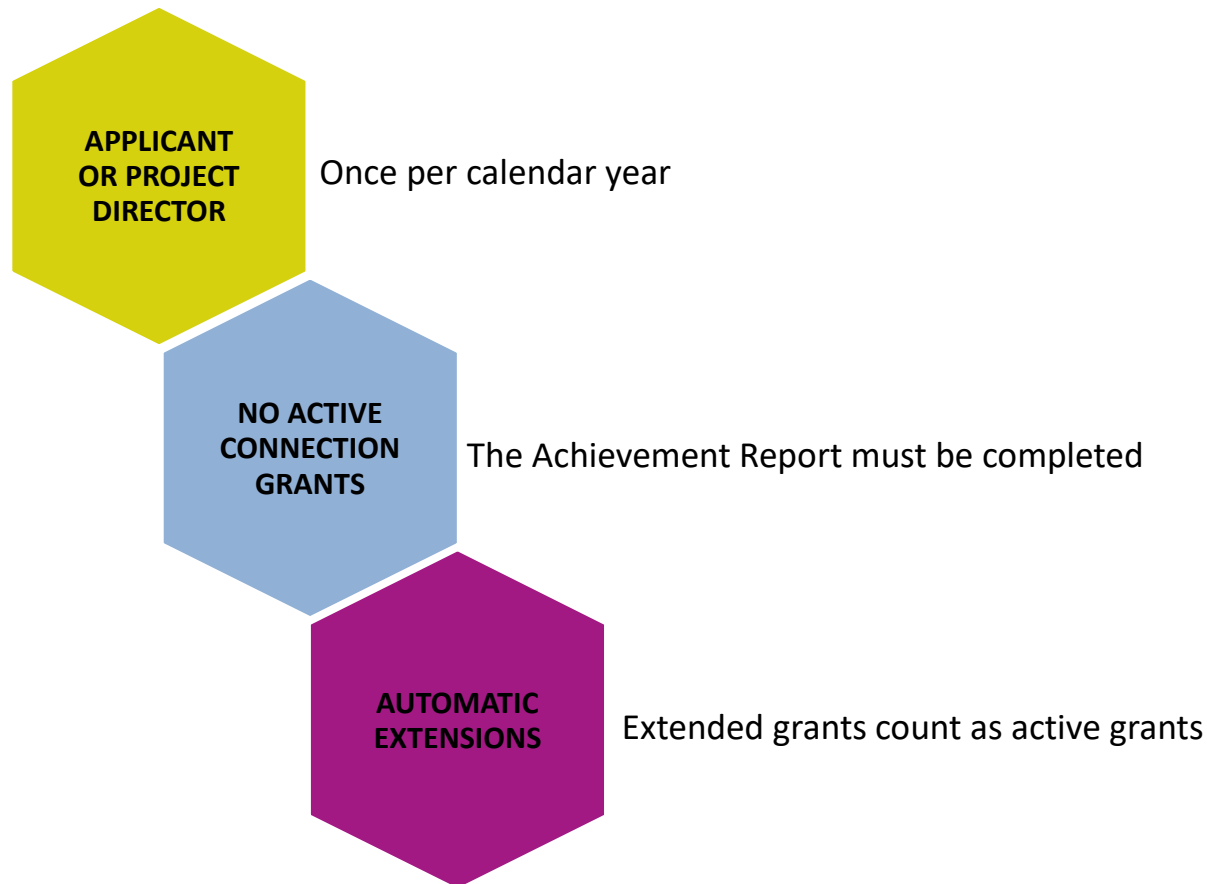 APPLICANT
OR PROJECT
DIRECTOR
Once per calendar year
NO ACTIVE
CONNECTION
GRANTS
The Achievement Report must be completed
AUTOMATIC
EXTENSIONS
Extended grants count as active grants